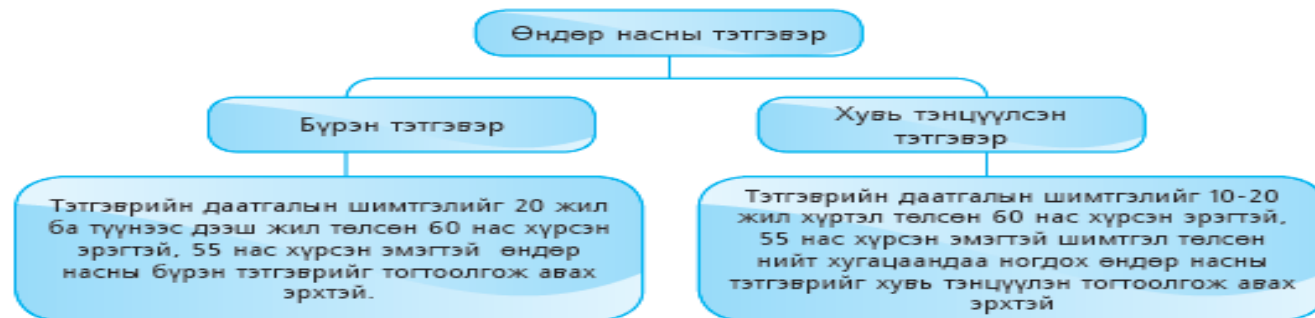 Өндөр насны тэтгэвэр
Бүрэн тэтгэвэр
Хувь тэнцүүлсэн
тэтгэвэр
Тэтгэврийн даатгалын шимтгэлийг 20 жил
ба түүнээс дээш жил төлсөн 60 нас хүрсэн
эрэгтэй, 55 нас хүрсэн эмэгтэй өндөр
насны бүрэн тэтгэврийг тогтоолгож авах
эрхтэй.
Тэтгэврийн даатгалын шимтгэлийг 10-20
жил хүртэл төлсөн 60 нас хүрсэн эрэгтэй,
55 нас хүрсэн эмэгтэй шимтгэл төлсөн
нийт хугацаандаа ногдох өндөр насны
тэтгэврийг хувь тэнцүүлэн тогтоолгож авах
эрхтэй